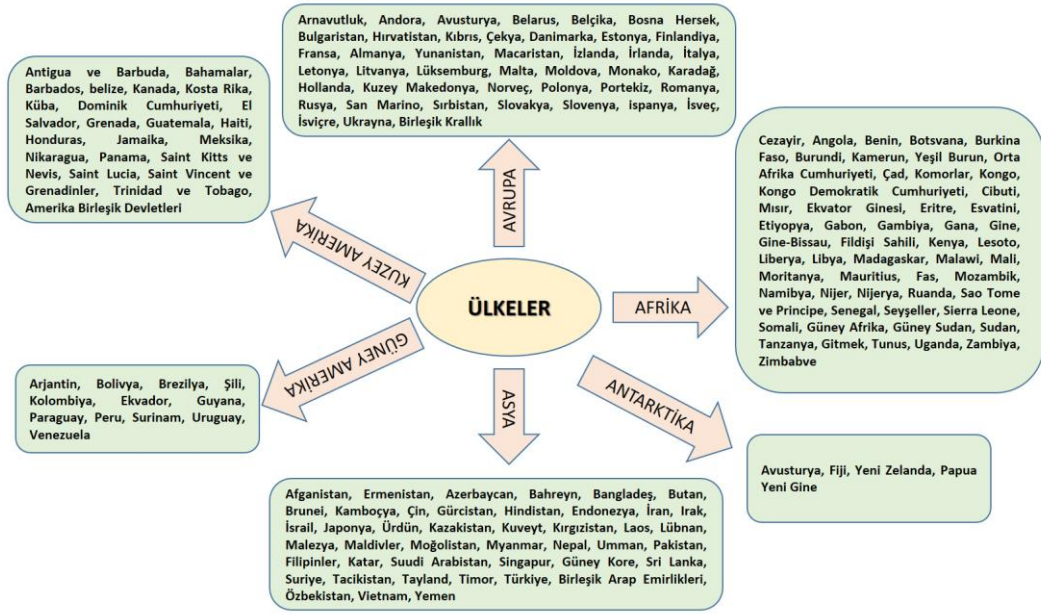 Arnavutluk, Andora, Avusturya, Belarus, Belçika, Bosna Hersek,
Bulgaristan, Hırvatistan, Kıbrıs, Çekya, Danimarka, Estonya, Finlandiya,
Fransa, Almanya, Yunanistan, Macaristan, İzlanda, İrlanda, İtalya,
Letonya, Litvanya, Lüksemburg, Malta, Moldova, Monako, Karadağ,
Hollanda, Kuzey Makedonya, Norveç, Polonya, Portekiz, Romanya,
Rusya, San Marino, Sırbistan, Slovakya, Slovenya, ispanya, İsveç,
İsviçre, Ukrayna, Birleşik Krallık
Antigua ve Barbuda, Bahamalar,
Barbados, belize, Kanada, Kosta Rika,
Küba, Dominik Cumhuriyeti, El
Salvador, Grenada, Guatemala, Haiti,
Honduras, Jamaika, Meksika,
Nikaragua, Panama, Saint Kitts ve
Nevis, Saint Lucia, Saint Vincent ve
Grenadinler, Trinidad ve Tobago,
Amerika Birleşik Devletleri
Cezayir, Angola, Benin, Botsvana, Burkina
Faso, Burundi, Kamerun, Yeşil Burun, Orta
Afrika Cumhuriyeti, Çad, Komorlar, Kongo,
Kongo Demokratik Cumhuriyeti, Cibuti,
Mısır, Ekvator Ginesi, Eritre, Esvatini,
Etiyopya, Gabon, Gambiya, Gana, Gine,
Gine-Bissau, Fildişi Sahili, Kenya, Lesoto,
Liberya, Libya, Madagaskar, Malawi, Mali,
Moritanya, Mauritius, Fas, Mozambik,
Namibya, Nijer, Nijerya, Ruanda, Sao Tome
ve Principe, Senegal, Seyşeller, Sierra Leone,
Somali, Güney Afrika, Güney Sudan, Sudan,
Tanzanya, Gitmek, Tunus, Uganda, Zambiya,
Zimbabve
AVRUPA
KUZEY AMERİKA
ÜLKELER
AFRİKA
GÜNEY AMERİKA
ASYA
ANTARKTİKA
Arjantin, Bolivya, Brezilya, Şili,
Kolombiya, Ekvador, Guyana,
Paraguay, Peru, Surinam, Uruguay,
Venezuela
Avusturya, Fiji, Yeni Zelanda, Papua
Yeni Gine
Afganistan, Ermenistan, Azerbaycan, Bahreyn, Bangladeş, Butan,
Brunei, Kamboçya, Çin, Gürcistan, Hindistan, Endonezya, İran, Irak,
İsrail, Japonya, Ürdün, Kazakistan, Kuveyt, Kırgızistan, Laos, Lübnan,
Malezya, Maldivler, Moğolistan, Myanmar, Nepal, Umman, Pakistan,
Filipinler, Katar, Suudi Arabistan, Singapur, Güney Kore, Sri Lanka,
Suriye, Tacikistan, Tayland, Timor, Türkiye, Birleşik Arap Emirlikleri,
Özbekistan, Vietnam, Yemen